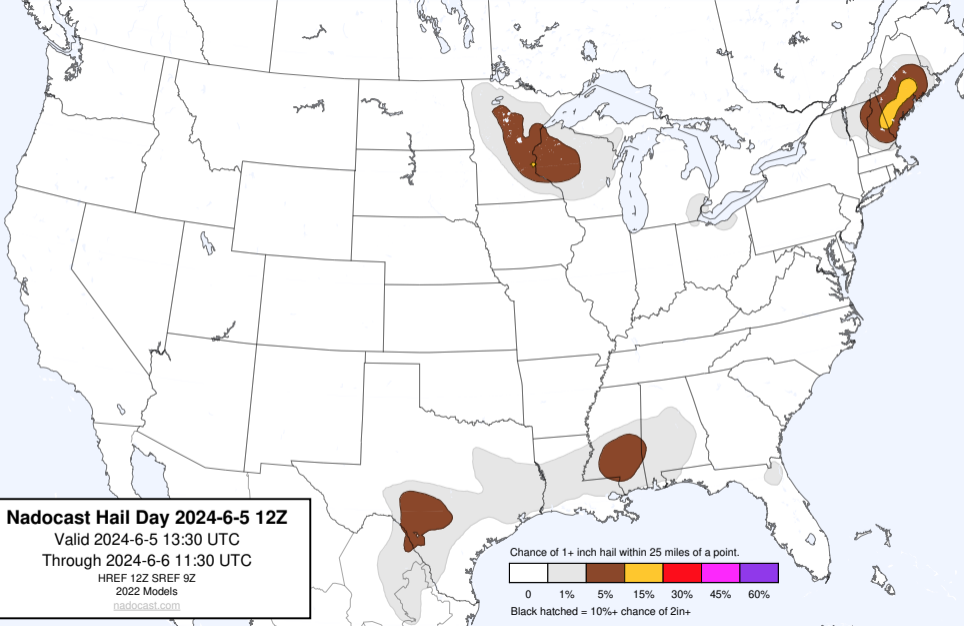 Nadocast Hail Day 2024-6-5 12Z
Valid 2024-6-5 13:30 UTC
Through 2024-6-6 11:30 UTC
HREF 12Z SREF 9Z
2022 Models
nadocast.com
Chance of 1+ inch hail within 25 miles of a point.
0 1% 5% 15% 30% 45% 60%
Black hatched = 10%+ chance of 2in+